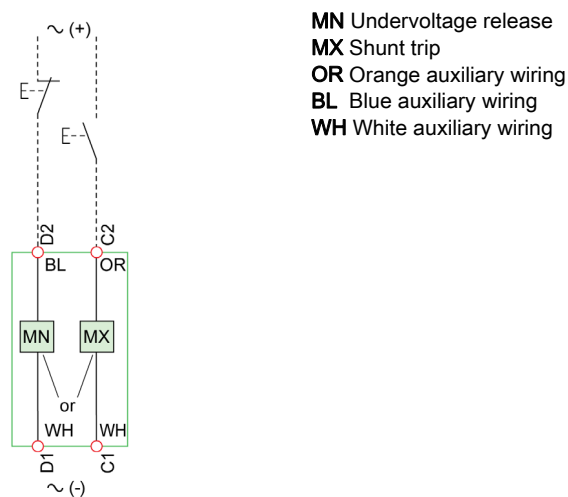 ∼ (+)
MN Undervoltage release
MX Shunt trip
OR Orange auxiliary wiring
BL Blue auxiliary wiring
WH White auxiliary wiring
D2 C2
BL OR
MN MX
or
WH WH
D1 C1
∼ (-)